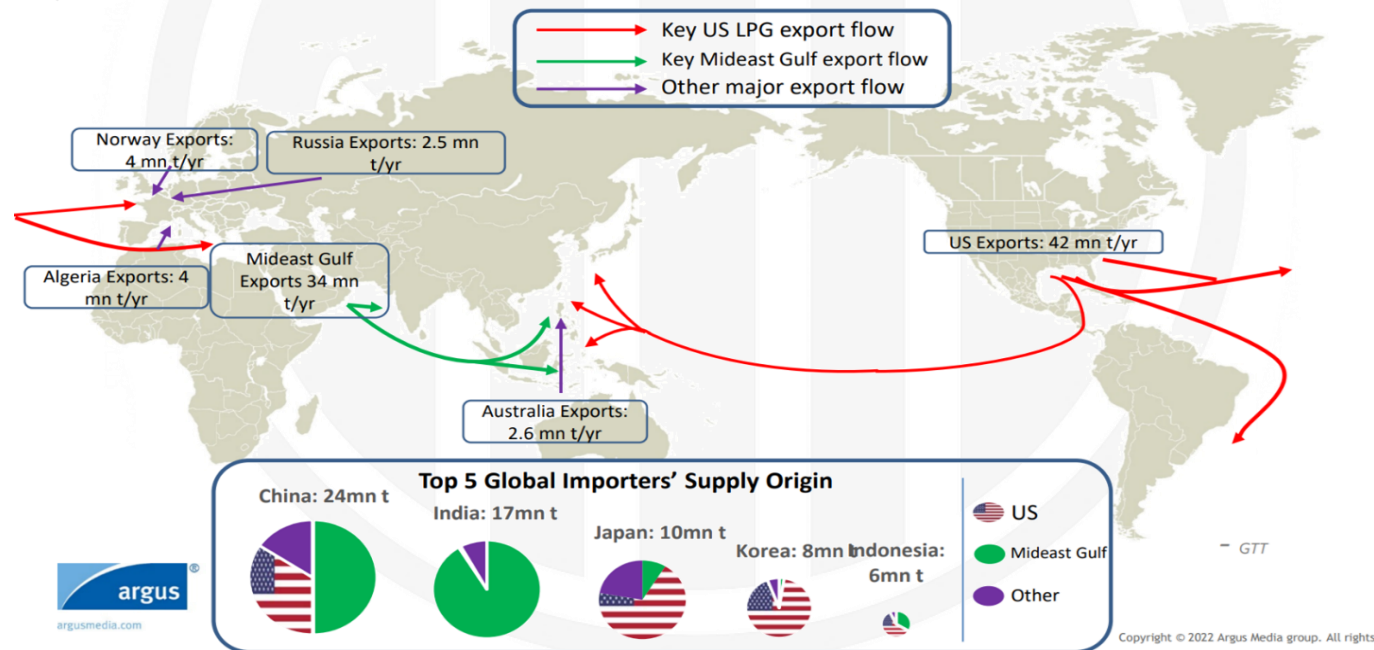 Key US LPG export flow
Key Mideast Gulf export flow
Other major export flow
Norway Exports:
4 mn t/yr
Russia Exports: 2.5 mn
t/yr
US Exports: 42 mn t/yr
Mideast Gulf
Exports 34 mn
t/yr
Algeria Exports: 4
mn t/yr
Australia Exports:
2.6 mn t/yr
Top 5 Global Importers' Supply Origin
China: 24mn t
India: 17mn t
Japan: 10mn t
Korea: 8mn t
Indonesia:
6mn t
US
Mideast Gulf
Other
– GTT
argus®
argusmedia.com
Copyright © 2022 Argus Media group. All rights